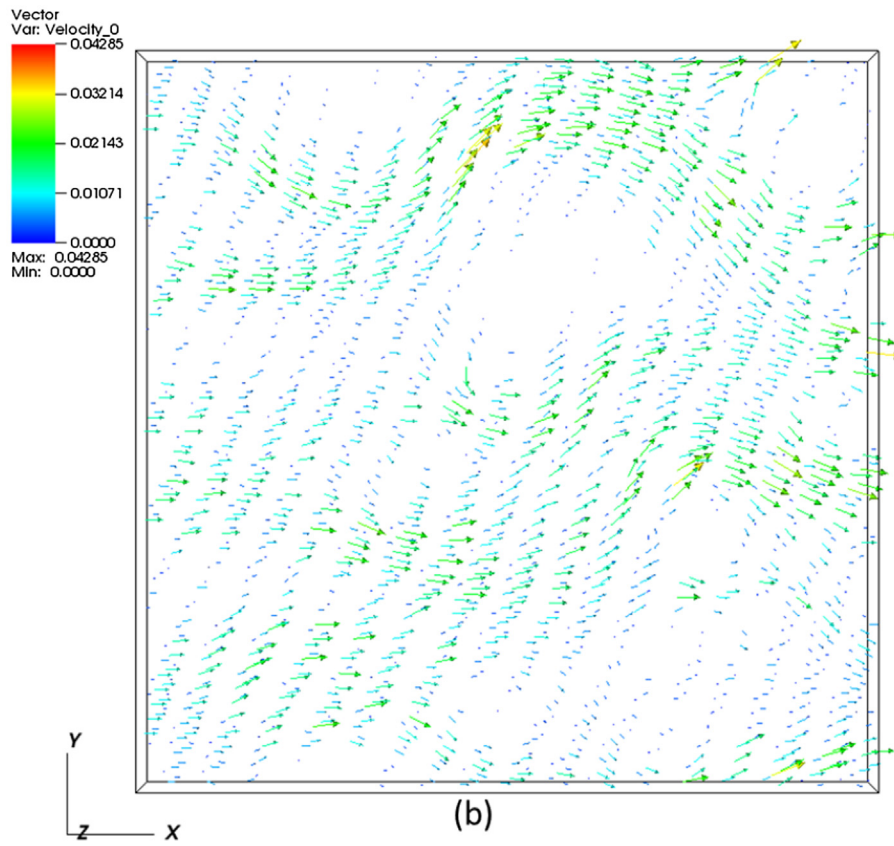 Vector
Var: Velocity_0
0.04285
0.03214
0.02143
0.01071
0.0000
Max: 0.04285
Min: 0.0000
Y
Z X
(b)